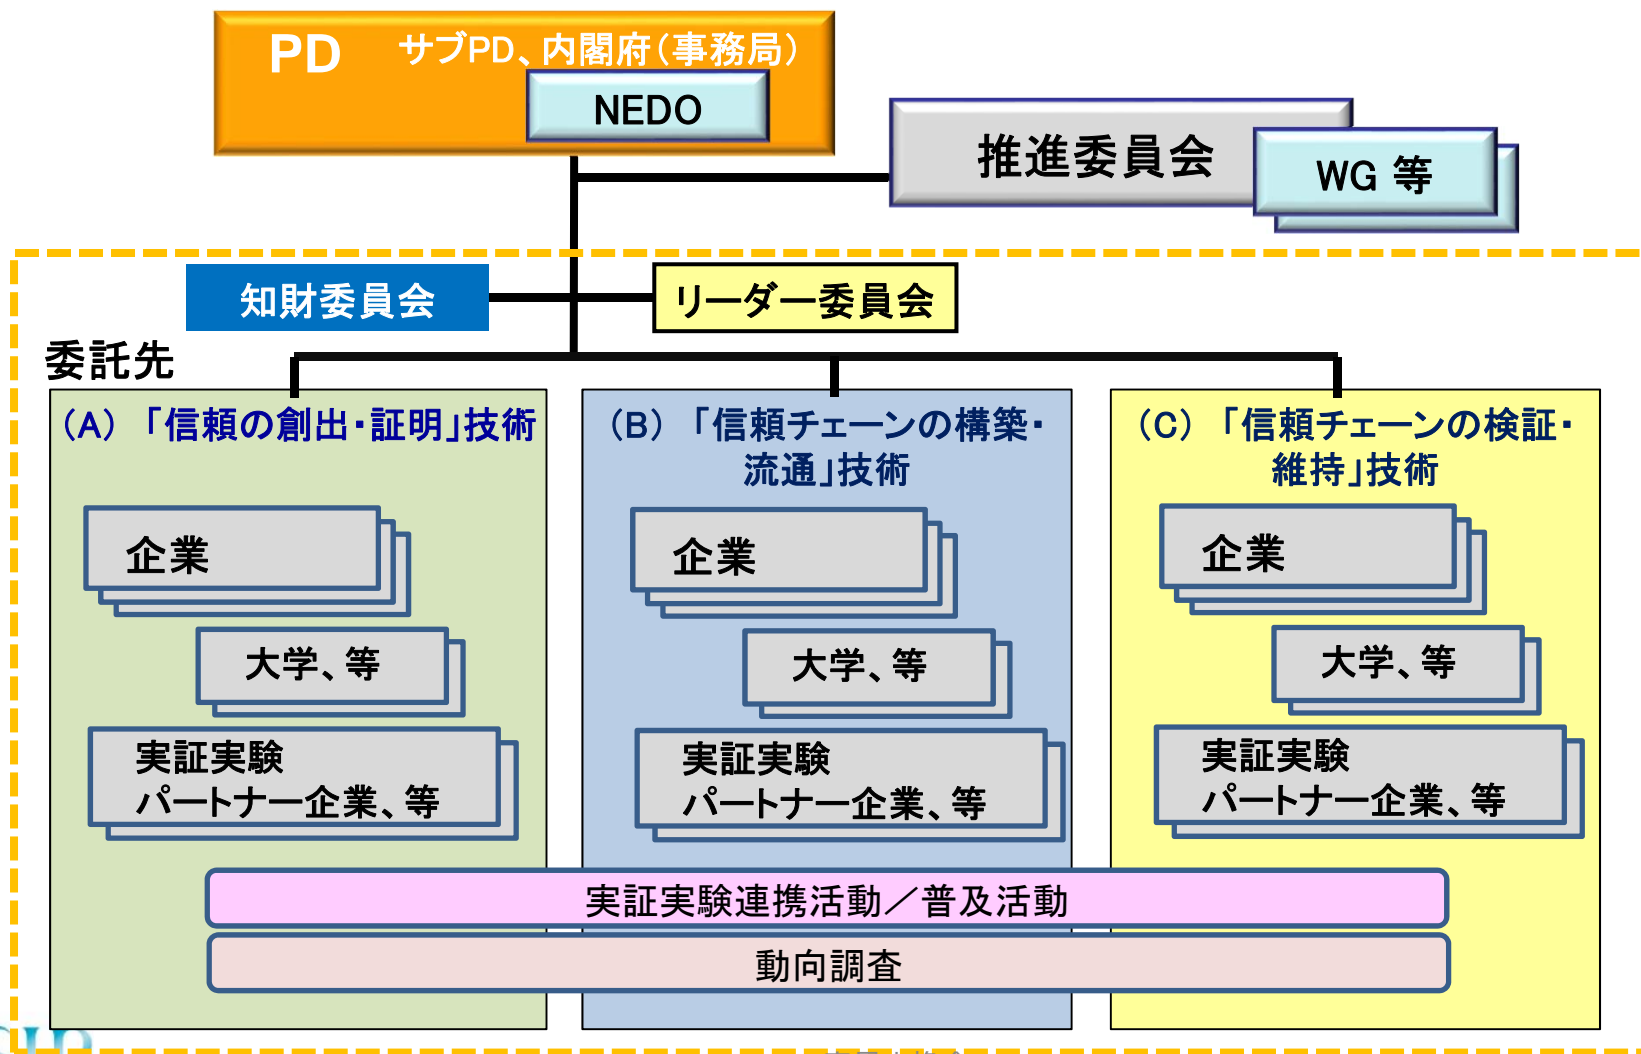 PD サブPD、内閣府(事務局)
NEDO
推進委員会
WG 等
知財委員会
リーダー委員会
委託先
(A) 「信頼の創出・証明」技術
企業
大学、等
実証実験
パートナー企業、等
(B) 「信頼チェーンの構築・
流通」技術
企業
大学、等
実証実験
パートナー企業、等
(C) 「信頼チェーンの検証・
維持」技術
企業
大学、等
実証実験
パートナー企業、等
実証実験連携活動/普及活動
動向調査